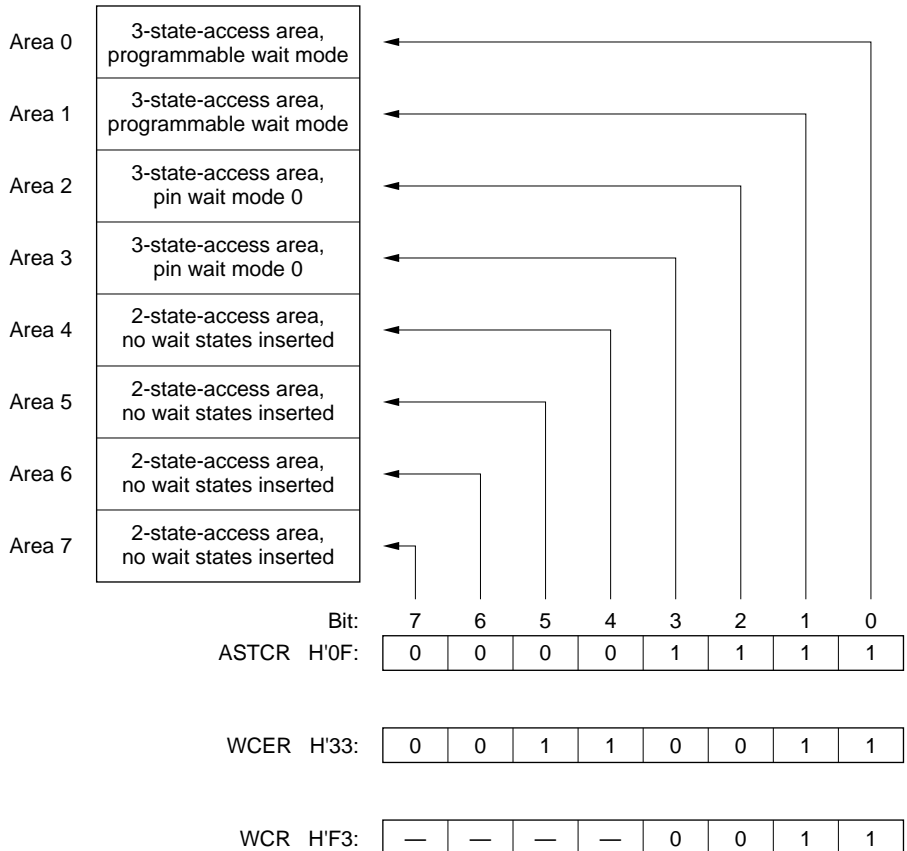 Area 0 3-state-access area,
programmable wait mode
Area 1 3-state-access area,
programmable wait mode
Area 2 3-state-access area,
pin wait mode 0
Area 3 3-state-access area,
pin wait mode 0
Area 4 2-state-access area,
no wait states inserted
Area 5 2-state-access area,
no wait states inserted
Area 6 2-state-access area,
no wait states inserted
Area 7 2-state-access area,
no wait states inserted
Bit: 7 6 5 4 3 2 1 0
ASTCR H'0F: 0 0 0 0 1 1 1 1
WCER H'33: 0 0 1 1 0 0 1 1
WCR H'F3: — — — — 0 0 1 1